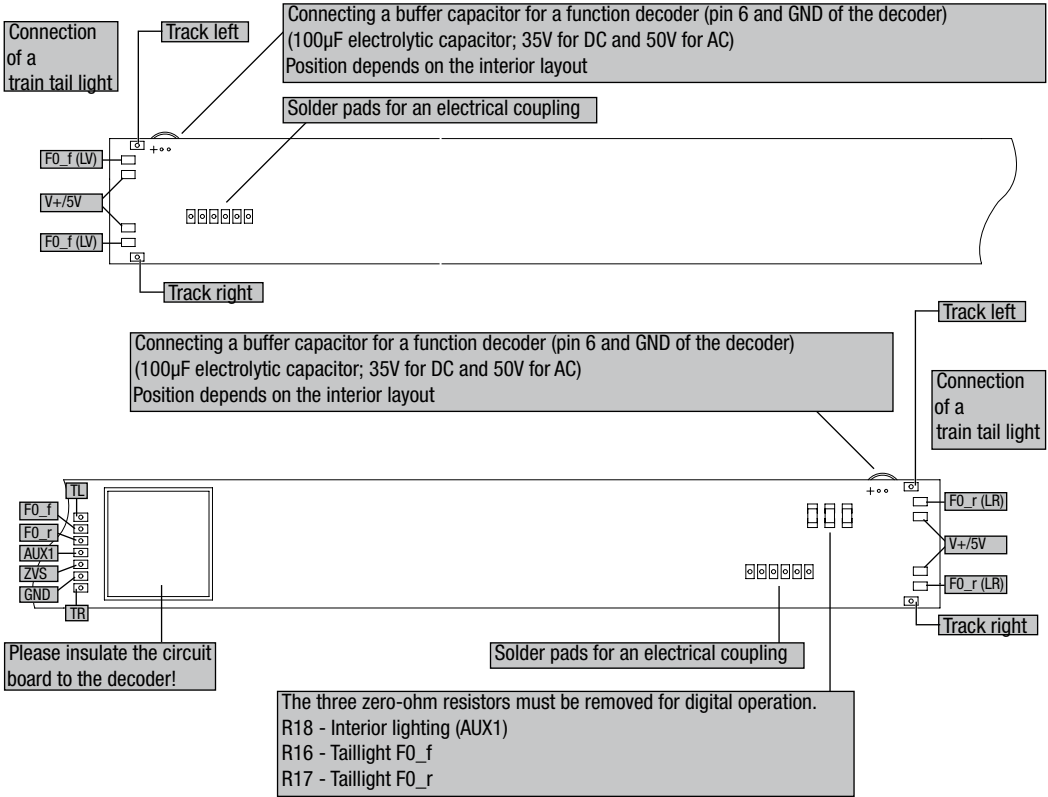 Connecting a buffer capacitor for a function decoder (pin 6 and GND of the decoder)
(100µF electrolytic capacitor; 35V for DC and 50V for AC)
Position depends on the interior layout
Connection
of a
train tail light
Track left
Solder pads for an electrical coupling
+
F0_f (LV)
V+/5V
F0_f (LV)
Track right
Track left
Connecting a buffer capacitor for a function decoder (pin 6 and GND of the decoder)
(100µF electrolytic capacitor; 35V for DC and 50V for AC)
Position depends on the interior layout
Connection
of a
train tail light
TL
+
F0_f
F0_r
AUX1
ZVS
GND
TR
F0_r (LR)
V+/5V
F0_r (LR)
Track right
Please insulate the circuit
board to the decoder!
Solder pads for an electrical coupling
The three zero-ohm resistors must be removed for digital operation.
R18 - Interior lighting (AUX1)
R16 - Taillight F0_f
R17 - Taillight F0_r